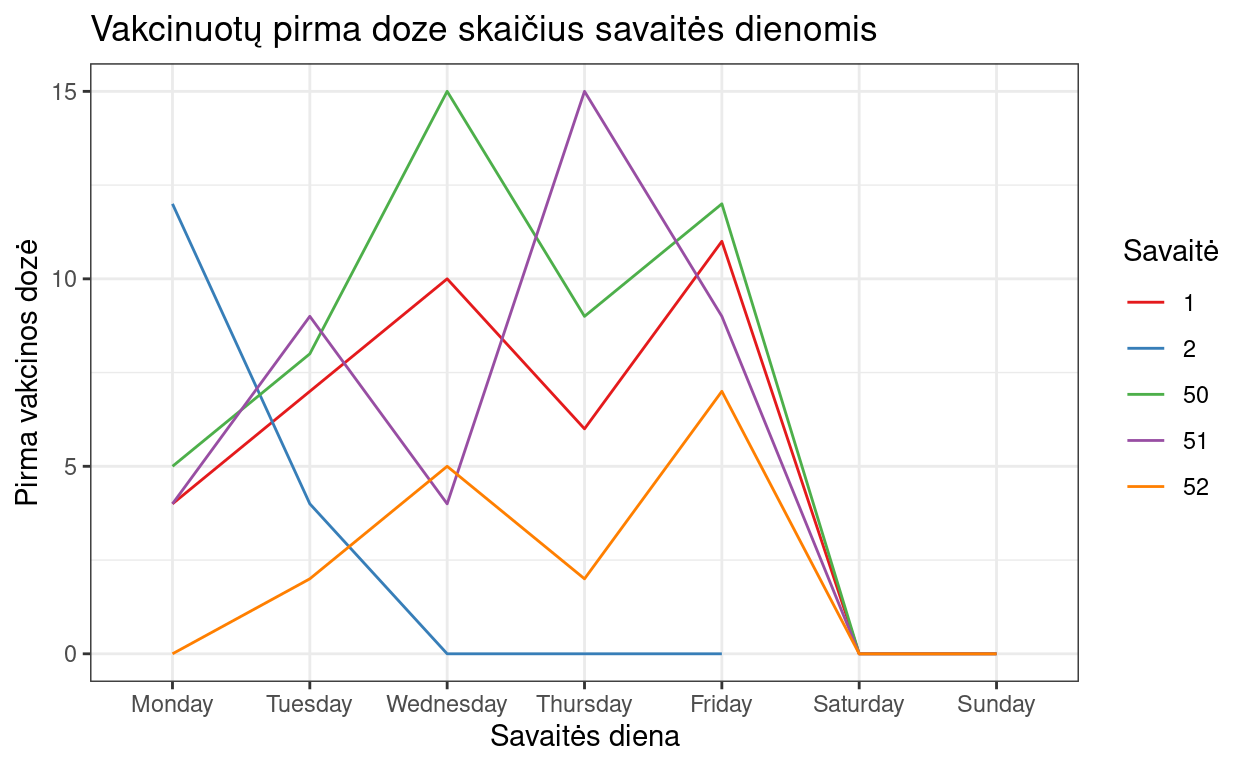 Vakcinuotų pirma doze skaičius savaitės dienomis
Pirma vakcinos dozė
15
10
5
0
Monday Tuesday Wednesday Thursday Friday Saturday Sunday
Savaitės diena
Savaitė
1
2
50
51
52